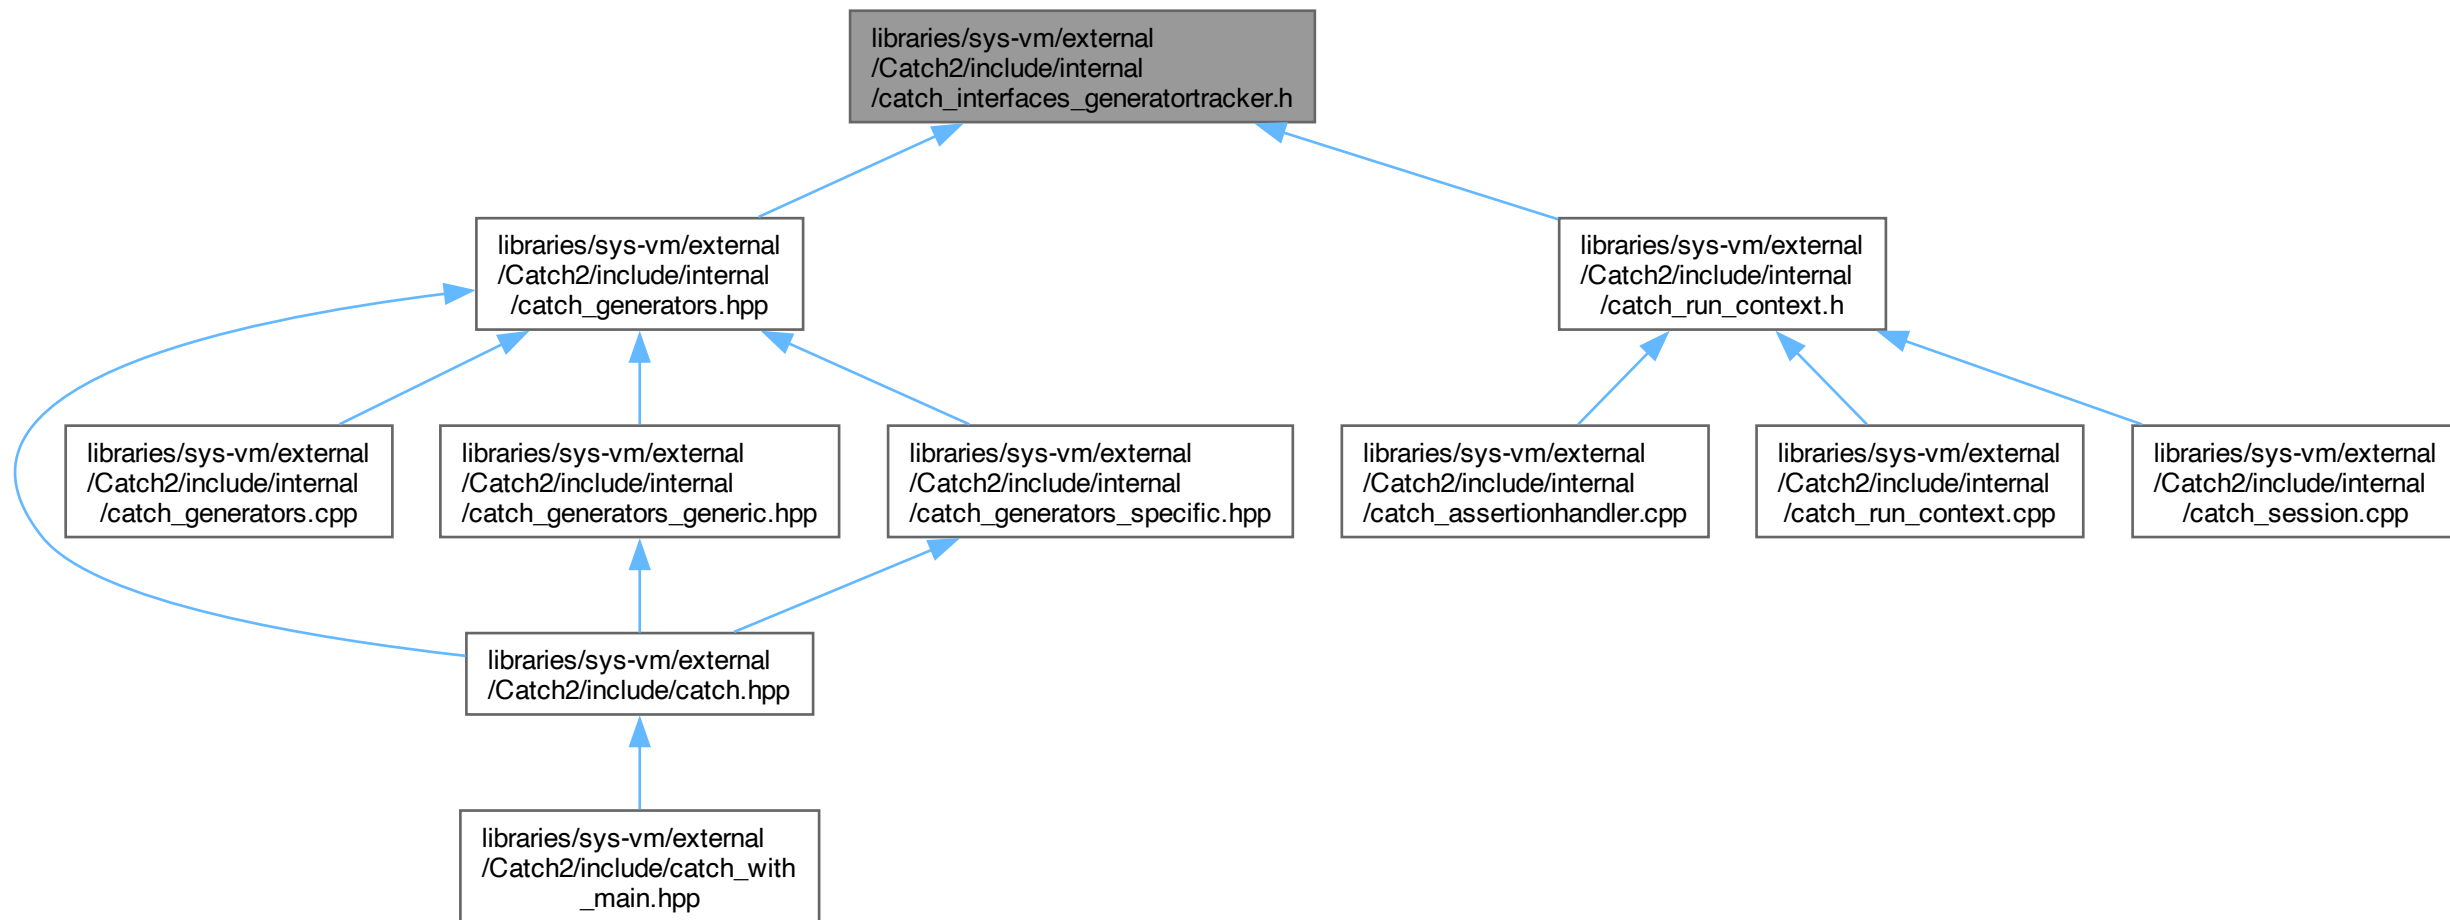 libraries/sys-vm/external
/Catch2/include/internal
/catch_interfaces_generatortracker.h
libraries/sys-vm/external
/Catch2/include/internal
/catch_generators.hpp
libraries/sys-vm/external
/Catch2/include/internal
/catch_run_context.h
libraries/sys-vm/external
/Catch2/include/internal
/catch_generators.cpp
libraries/sys-vm/external
/Catch2/include/internal
/catch_generators_generic.hpp
libraries/sys-vm/external
/Catch2/include/internal
/catch_generators_specific.hpp
libraries/sys-vm/external
/Catch2/include/internal
/catch_assertionhandler.cpp
libraries/sys-vm/external
/Catch2/include/internal
/catch_run_context.cpp
libraries/sys-vm/external
/Catch2/include/internal
/catch_session.cpp
libraries/sys-vm/external
/Catch2/include/catch.hpp
libraries/sys-vm/external
/Catch2/include/catch_with
_main.hpp